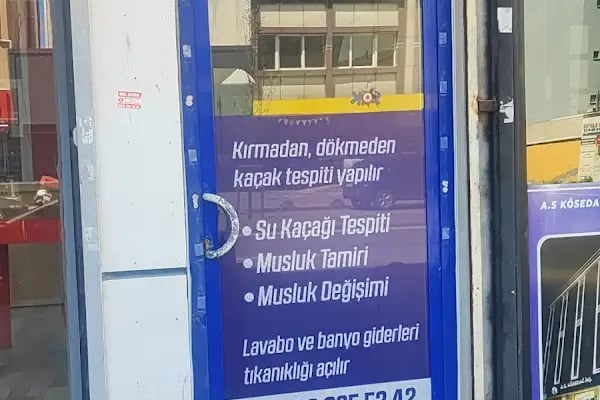 Kırmadan, dökmeden
kaçak tespiti yapılır
• Su Kaçağı Tespiti
• Musluk Tamiri
• Musluk Değişimi
Lavabo ve banyo giderleri
tıkanıklığı açılır
A.S KÖSEDA